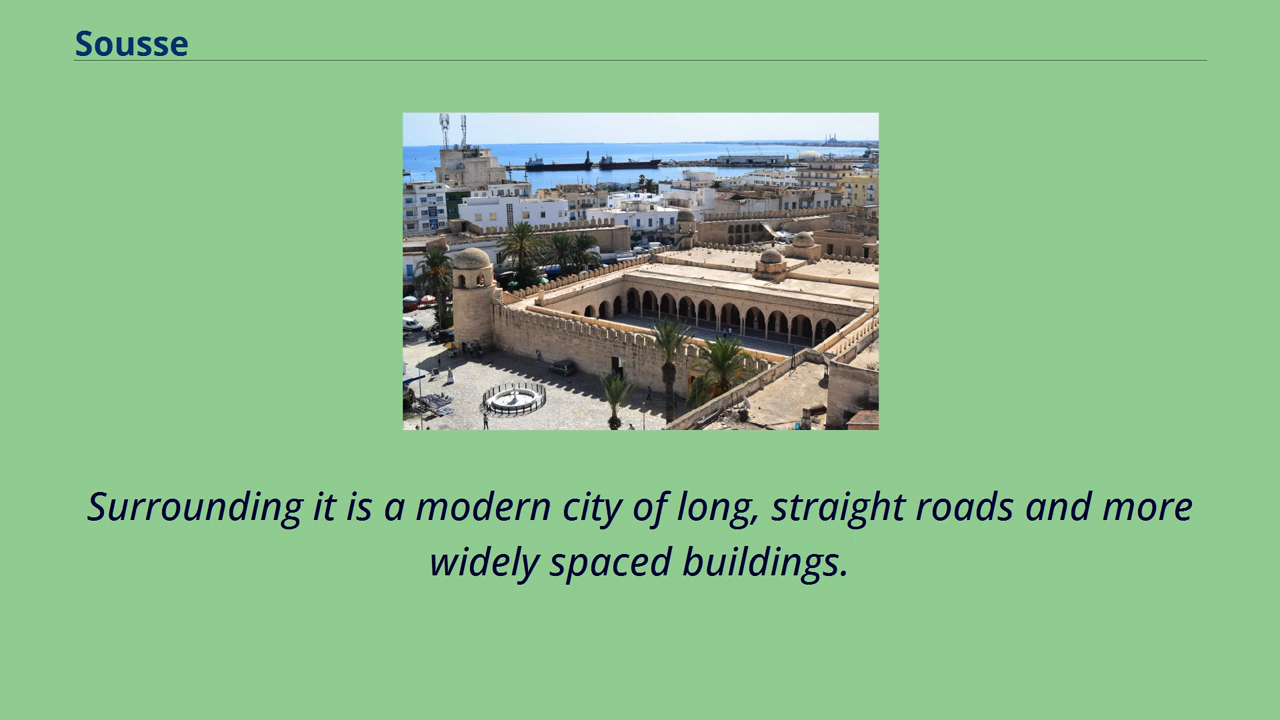 Sousse
Surrounding it is a modern city of long, straight roads and more
widely spaced buildings.